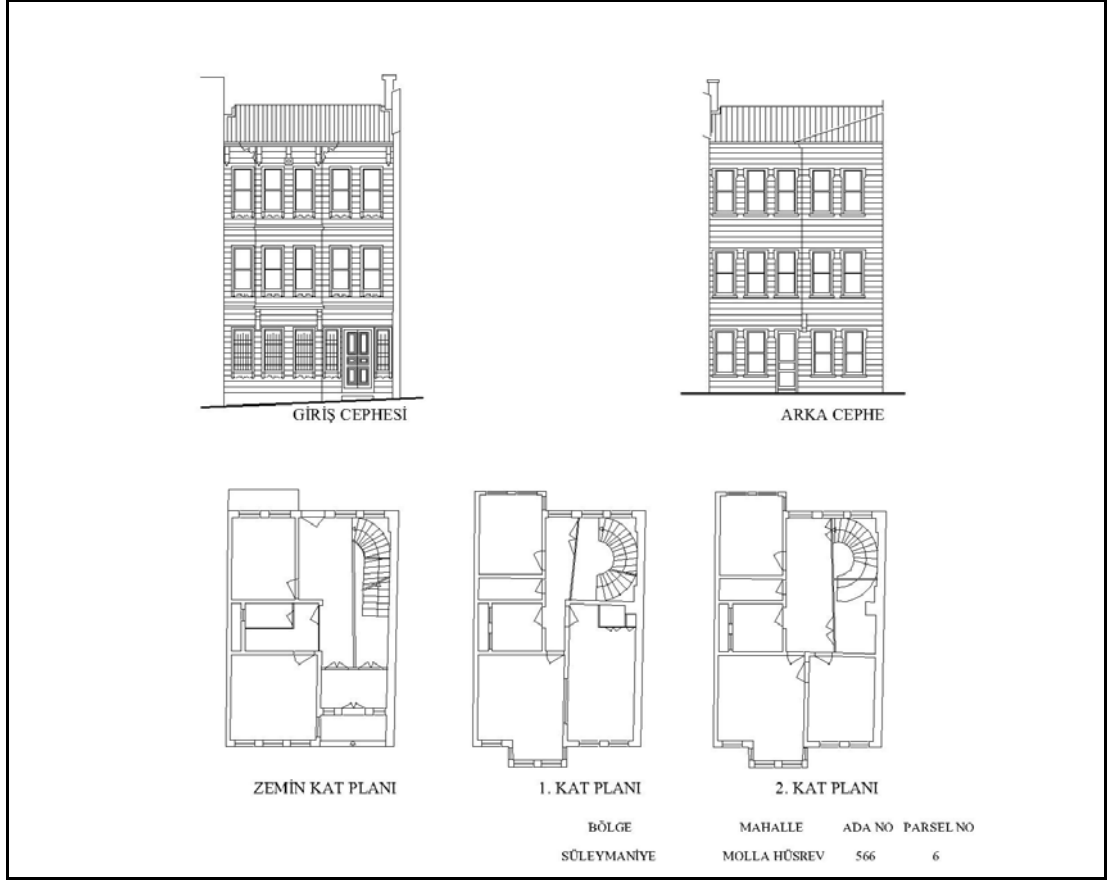 GİRİŞ CEPHESİ ARKA CEPHE
ZEMİN KAT PLANI 1. KAT PLANI 2. KAT PLANI
BÖLGE MAHALLE ADA NO PARSEL NO
SÜLEYMANİYE MOLLA HÜSREV 566 6